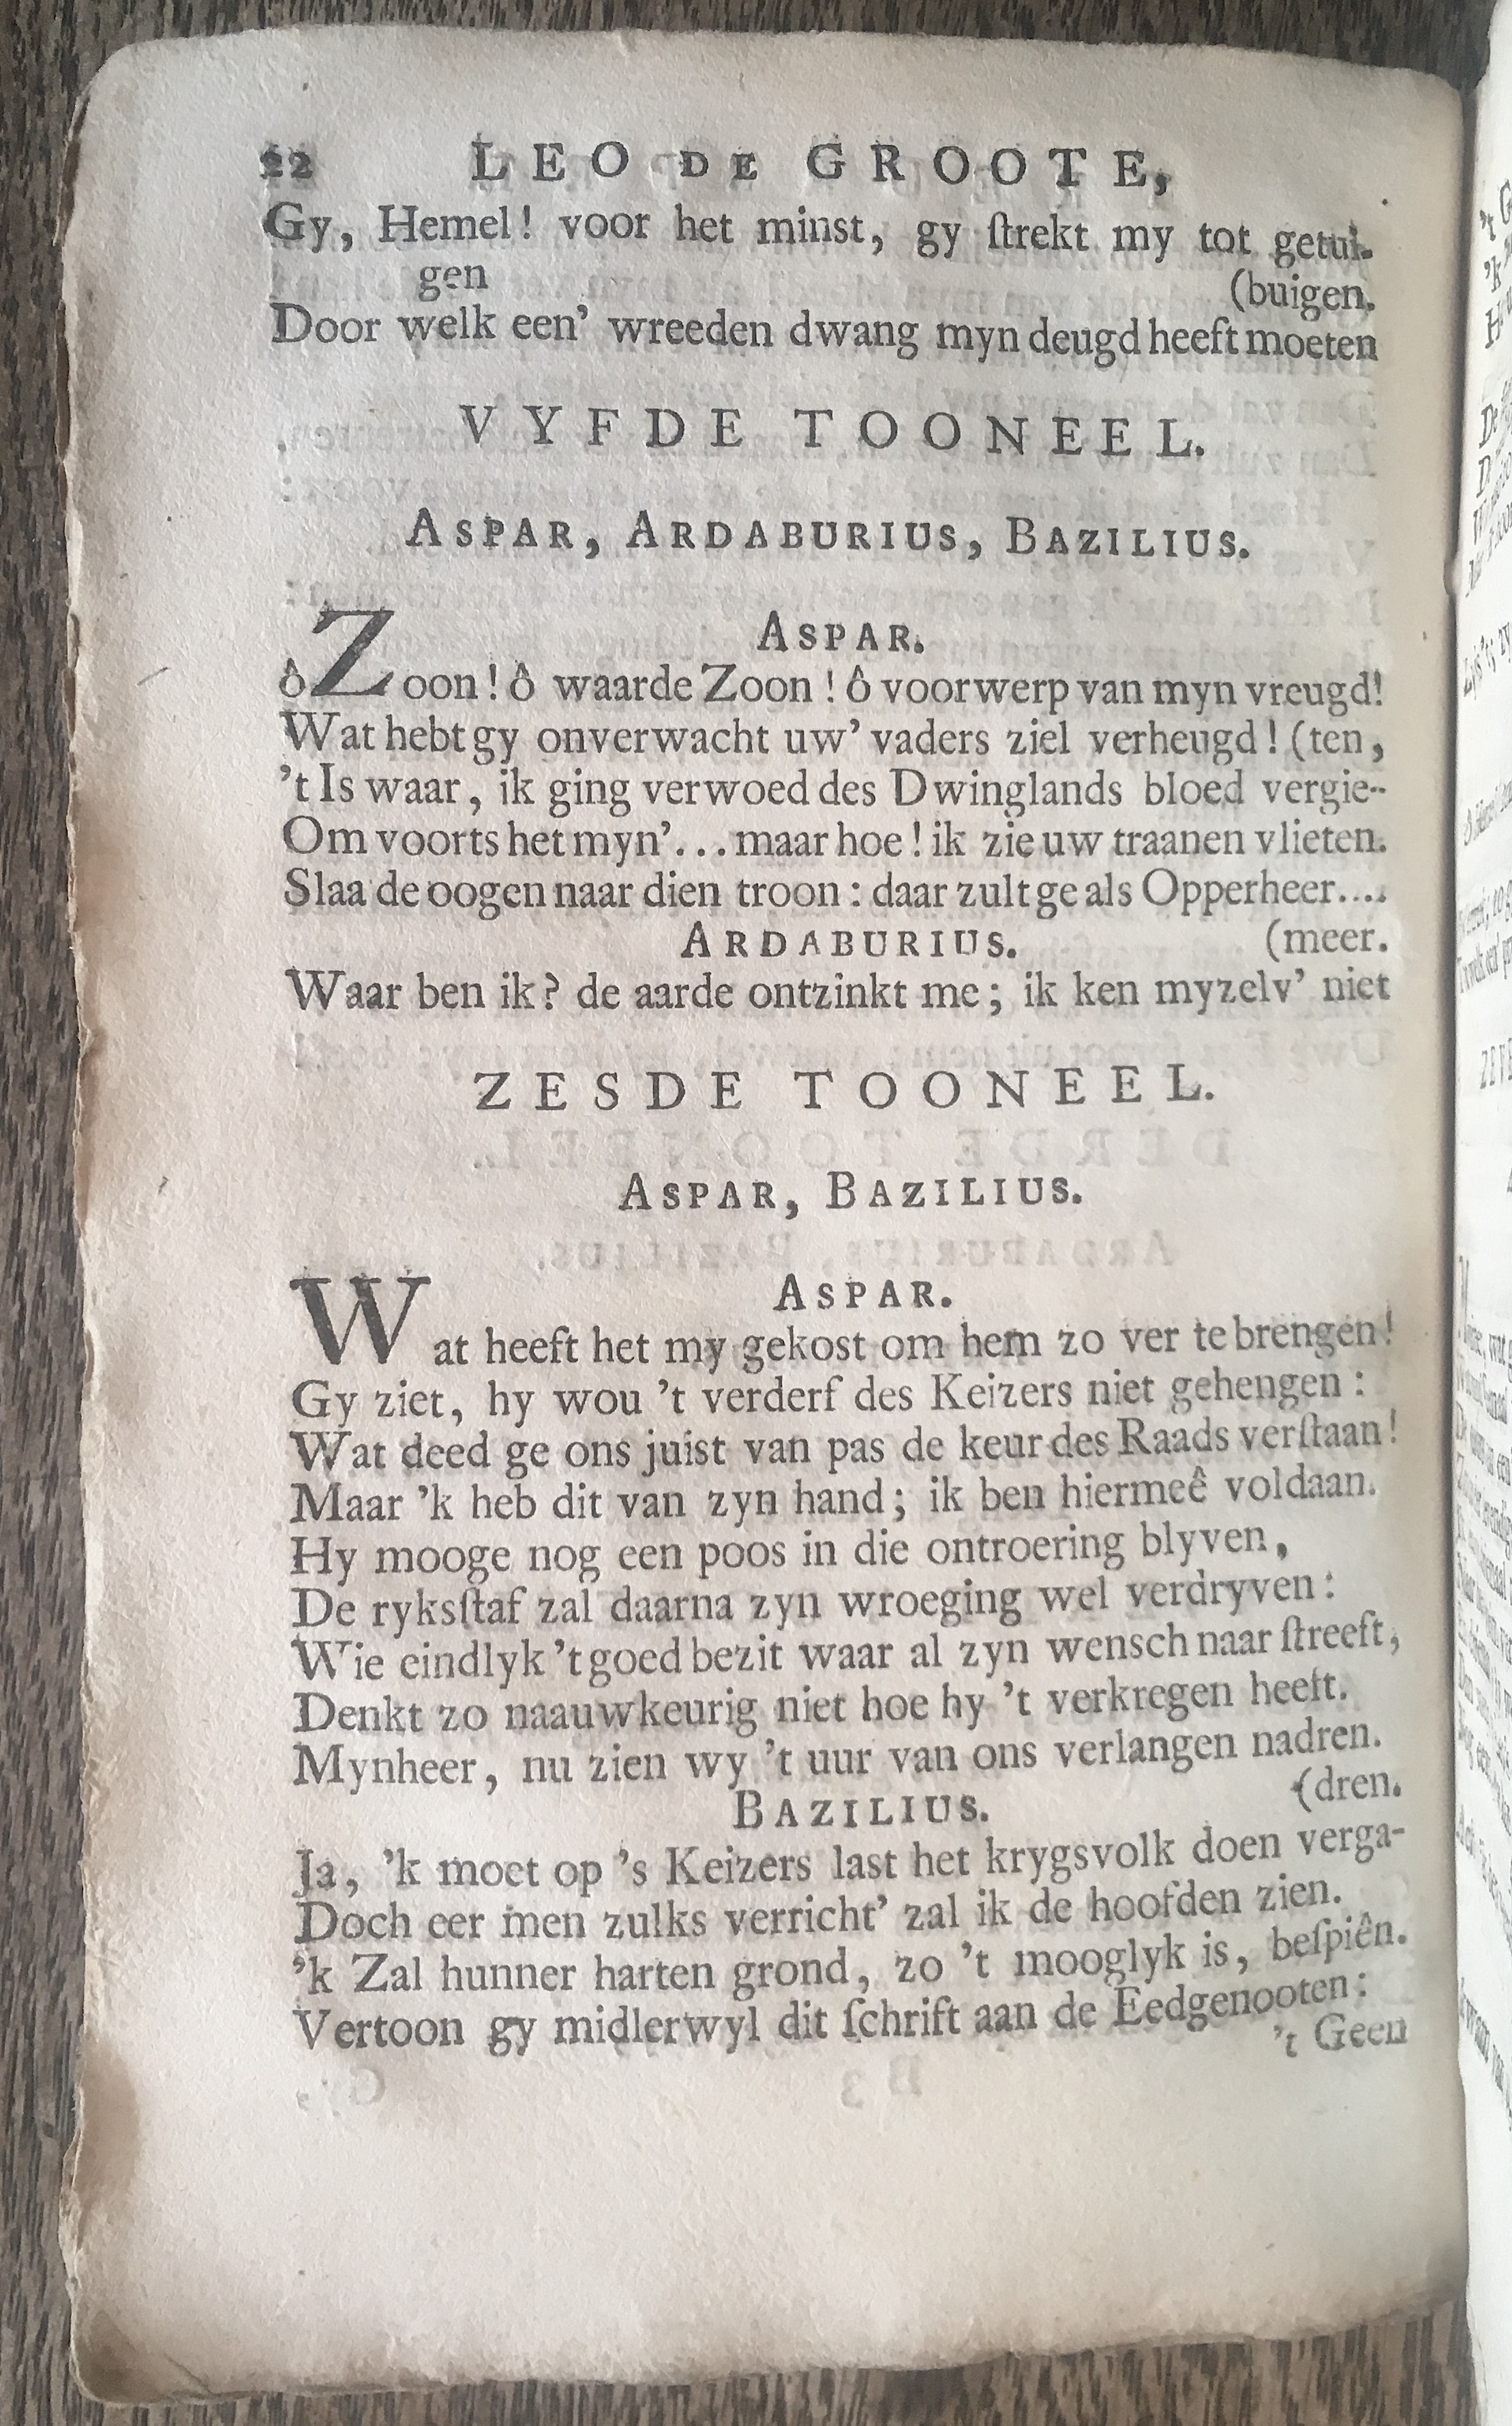 22 LEO DE GROOTE,
Gy, Hemel! voor het minst, gy ſtrekt my tot getui-
gen (buigen.
Door welk een' wreeden dwang myn deugd heeft moeten
VYFDE TOONEEL.
ASPAR, ARDABURIUS, BAZILIUS.
ASPAR.
ô Zoon! ô waarde Zoon! ô voorwerp van myn vreugd!
Wat hebt gy onverwacht uw' vaders ziel verheugd! (ten,
't Is waar, ik ging verwoed des Dwinglands bloed vergie-
Om voorts het myn'... maar hoe! ik zie uw traanen vlieten.
Slaa de oogen naar dien troon: daar zult ge als Opperheer....
ARDABURIUS. (meer.
Waar ben ik? de aarde ontzinkt me; ik ken myzelv' niet
ZESDE TOONEEL.
ASPAR, BAZILIUS.
ASPAR.
Wat heeft het my gekost om hem zo ver te brengen!
Gy ziet, hy wou 't verderf des Keizers niet gehengen:
Wat deed ge ons juist van pas de keur des Raads verſtaan!
Maar 'k heb dit van zyn hand; ik ben hiermeê voldaan.
Hy mooge nog een poos in die ontroering blyven,
De ryksſtaf zal daarna zyn wroeging wel verdryven:
Wie eindlyk 't goed bezit waar al zyn wensch naar ſtreeft,
Denkt zo naauwkeurig niet hoe hy 't verkregen heeft.
Mynheer, nu zien wy 't uur van ons verlangen nadren.
BAZILIUS. (dren.
Ja, 'k moet op 's Keizers last het krygsvolk doen verga-
Doch eer men zulks verricht' zal ik de hoofden zien.
'k Zal hunner harten grond, zo 't mooglyk is, beſpiên.
Vertoon gy midlerwyl dit ſchrift aan de Eedgenooten:
't Geen